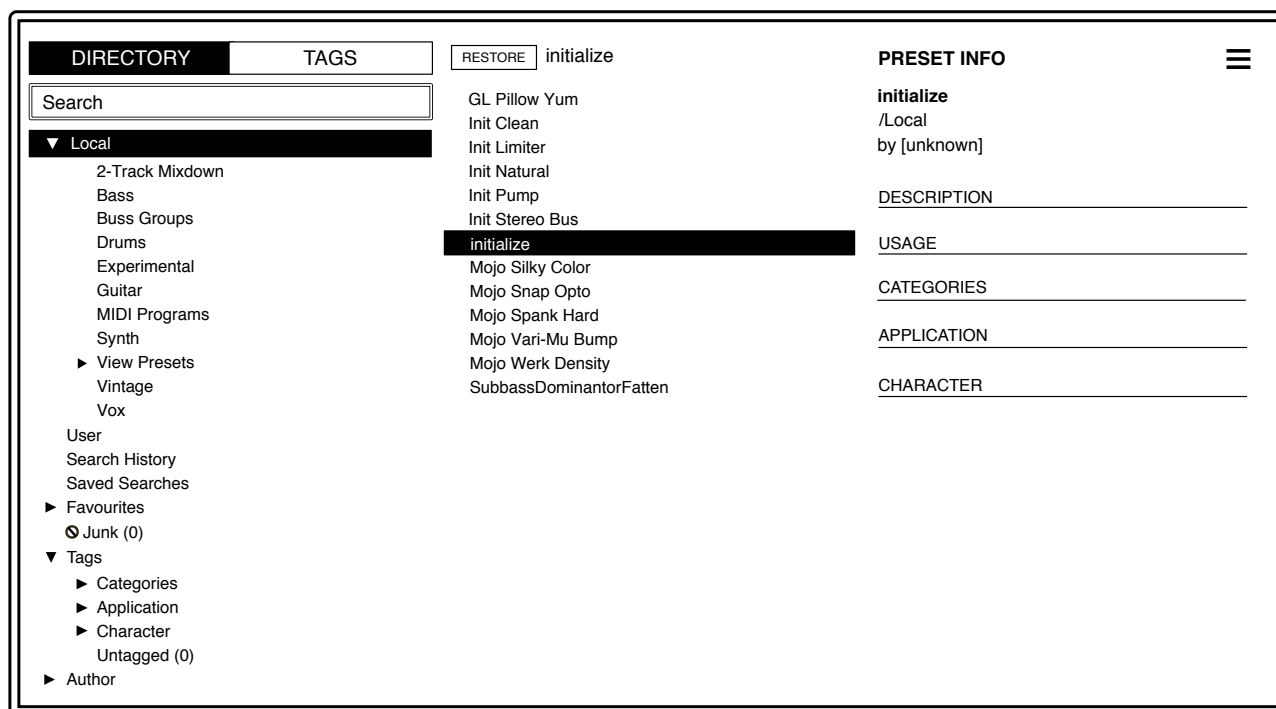 DIRECTORY
TAGS
Search
Local
2-Track Mixdown
Bass
Buss Groups
Drums
Experimental
Guitar
MIDI Programs
Synth
View Presets
Vintage
Vox
User
Search History
Saved Searches
Favourites
Junk (0)
Tags
Categories
Application
Character
Untagged (0)
Author
RESTORE initialize
GL Pillow Yum
Init Clean
Init Limiter
Init Natural
Init Pump
Init Stereo Bus
initialize
Mojo Silky Color
Mojo Snap Opto
Mojo Spank Hard
Mojo Vari-Mu Bump
Mojo Werk Density
SubbassDominantorFatten
PRESET INFO
initialize
/Local
by [unknown]
DESCRIPTION
USAGE
CATEGORIES
APPLICATION
CHARACTER